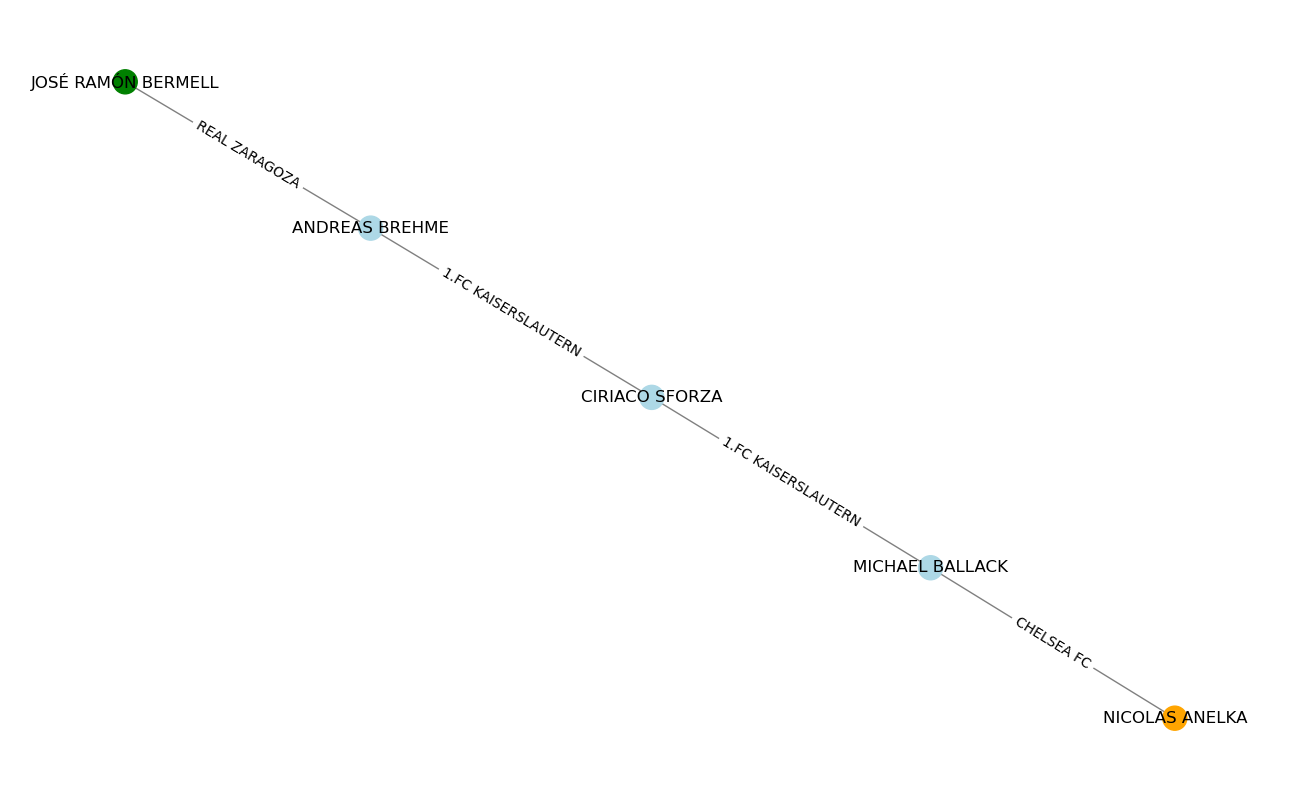 JOSÉ RAMÓN BERMELL
REAL ZARAGOZA
ANDREAS BREHME
1.FC KAISERSLAUTERN
CIRIACO SFORZA
1.FC KAISERSLAUTERN
MICHAEL BALLACK
CHELSEA FC
NICOLAS ANELKA